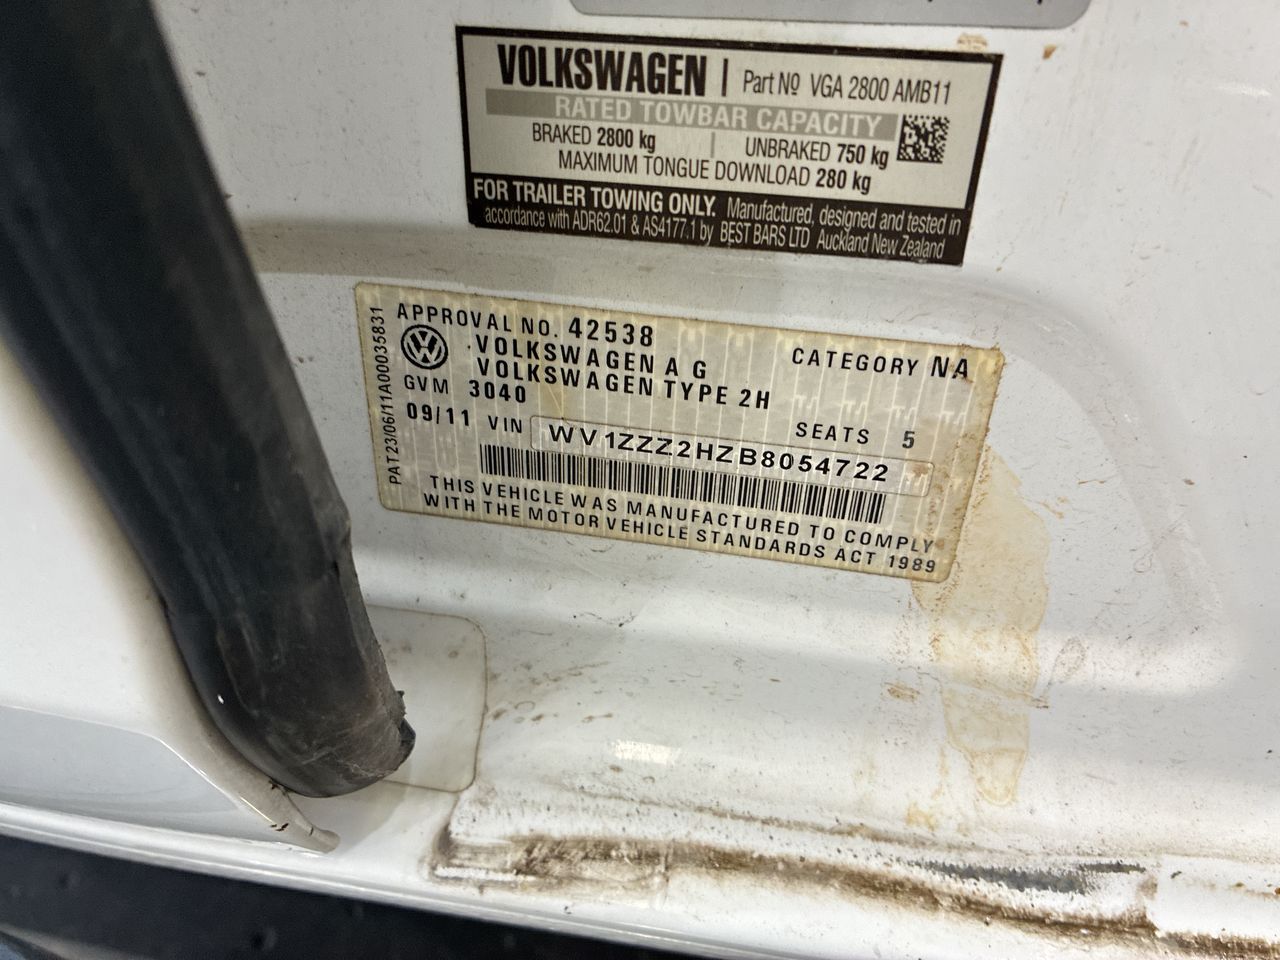 VOLKSWAGEN | Part Nº VGA 2800 AMB11
RATED TOWBAR CAPACITY
BRAKED 2800 kg | UNBRAKED 750 kg
MAXIMUM TONGUE DOWNLOAD 280 kg
FOR TRAILER TOWING ONLY. Manufactured, designed and tested in
accordance with ADR62.01 & AS4177.1 by BEST BARS LTD Auckland New Zealand
PAT23/06/11A00035831
APPROVAL NO. 42538 CATEGORY NA
VOLKSWAGEN A G
VOLKSWAGEN TYPE 2H
GVM 3040 SEATS 5
09/11 VIN WV1ZZZ2HZB8054722
THIS VEHICLE WAS MANUFACTURED TO COMPLY
WITH THE MOTOR VEHICLE STANDARDS ACT 1989